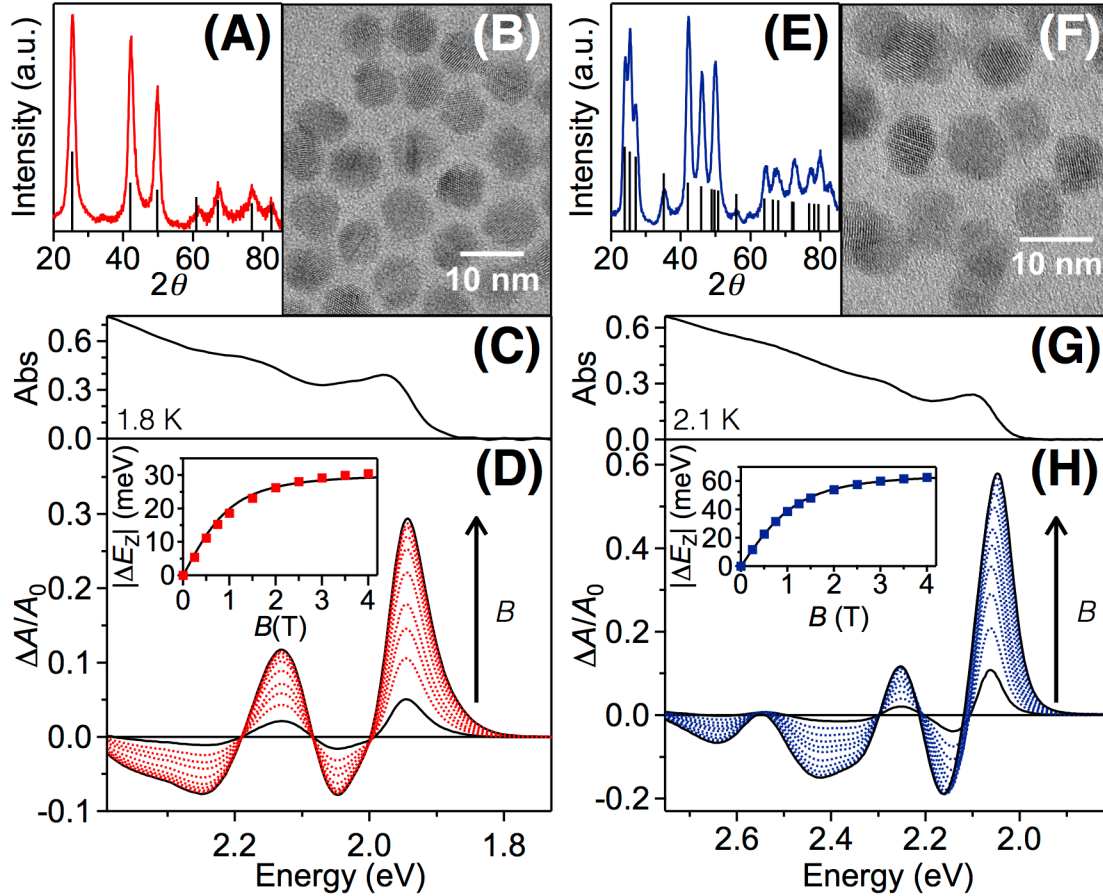 (A)
Intensity (a.u.)
20 40 60 80
2θ
(B)
10 nm
(E)
Intensity (a.u.)
20 40 60 80
2θ
(F)
10 nm
(C)
Abs
0.6
0.3
0.0
1.8 K
(D)
ΔA/A0
0.3
0.2
0.1
0.0
-0.1
|ΔEZ| (meV)
30
20
10
0
0 1 2 3 4
B(T)
B
2.2 2.0 1.8
Energy (eV)
(G)
Abs
0.6
0.3
0.0
2.1 K
(H)
ΔA/A0
0.6
0.4
0.2
0.0
-0.2
|ΔEZ| (meV)
60
40
20
0
0 1 2 3 4
B (T)
B
2.6 2.4 2.2 2.0
Energy (eV)